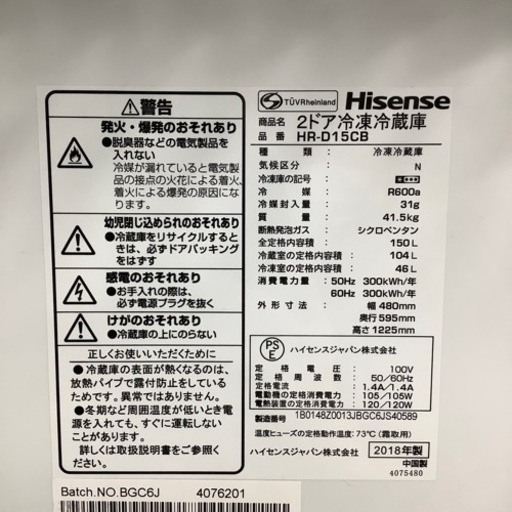 ⚠警告
発火・爆発のおそれあり
●脱臭器などの電気製品を
入れない
冷媒が漏れていると電気製品
の接点の火花による着火、
着火による爆発の原因にな
ります。
幼児閉じ込められのおそれあり
●冷蔵庫をリサイクルすると
きは、必ずドアパッキング
をはずす
感電のおそれあり
●お手入れの際は、
必ず電源プラグを抜く
けがのおそれあり
●冷蔵庫の上にのらない
正しくお使いいただくために
●冷蔵庫の表面が熱くなるのは、
放熱パイプで露付防止をしている
ためです。異常ではありません。
●冬期など周囲温度が低いとき電
源を入れても、すぐに運転しない
ことがあります。
詳しくは取扱説明書をご参照ください。
Batch.NO.BGC6J 4076201
TÜVRheinland Hisense
商品名 2ドア冷凍冷蔵庫
品番 HR-D15CB
種類: 冷凍冷蔵庫
気候区分: N
冷凍庫の記号:
冷媒: R600a
冷媒封入量: 31g
質量: 41.5kg
断熱発泡ガス: シクロペンタン
全定格内容積: 150L
冷蔵室の定格内容積: 104L
冷凍室の定格内容積: 46L
消費電力量: 50Hz 300kWh/年
60Hz 300kWh/年
外形寸法: 幅 480mm
奥行 595mm
高さ 1225mm
PSE ハイセンスジャパン株式会社
定格電圧: 100V
定格周波数: 50/60Hz
定格電流: 1.4A/1.4A
電動機の定格消費電力: 105/105W
電熱装置の定格消費電力: 120/120W
製造番号 1B0148Z0013JBGC6JS40589
温度ヒューズの定格動作温度:73℃(霜取用)
ハイセンスジャパン株式会社 2018年製
中国製
4075480